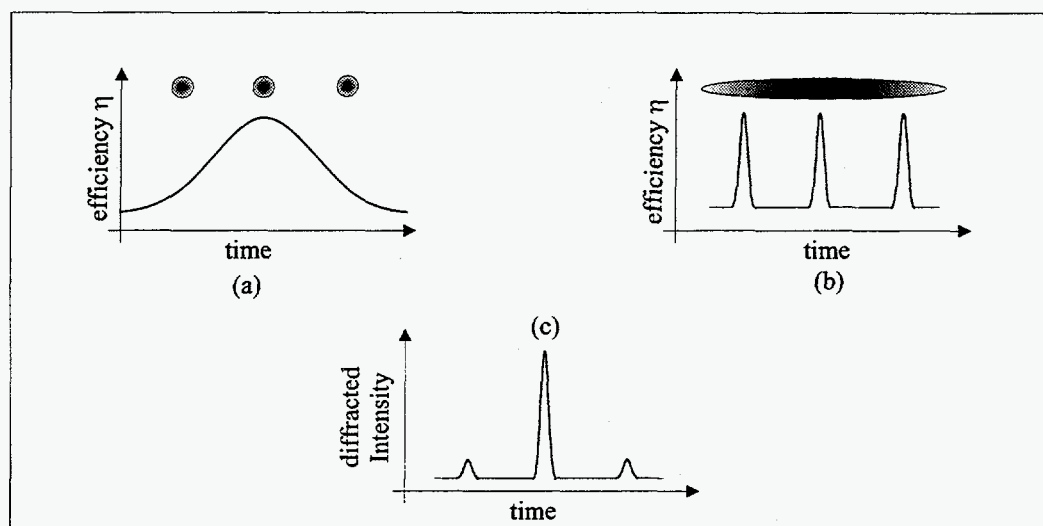 efficiency η
time
(a)
efficiency η
time
(b)
(c)
diffracted
Intensity
time